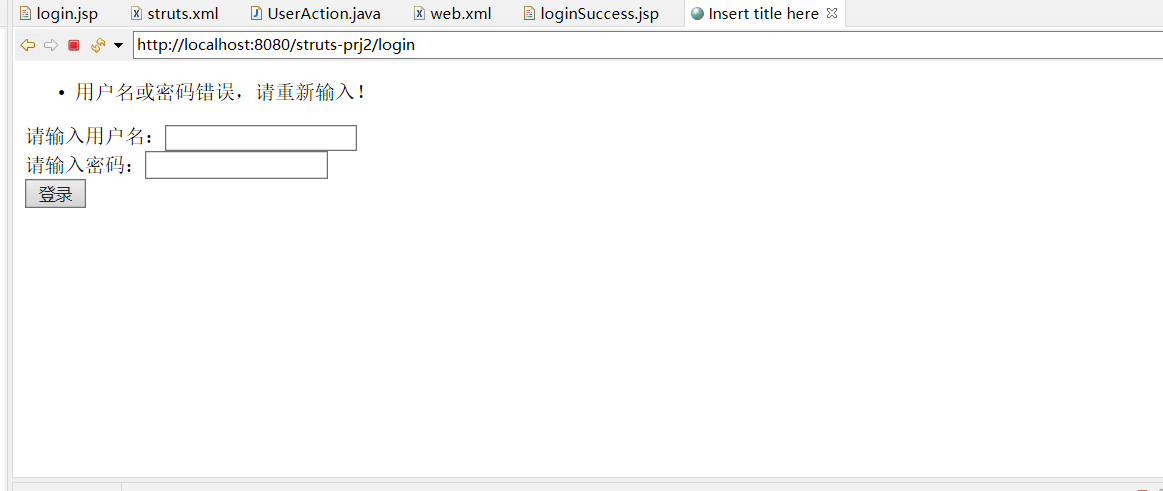 login.jsp struts.xml UserAction.java web.xml loginSuccess.jsp Insert title here
http://localhost:8080/struts-prj2/login
• 用户名或密码错误，请重新输入！
请输入用户名：
请输入密码：
登录